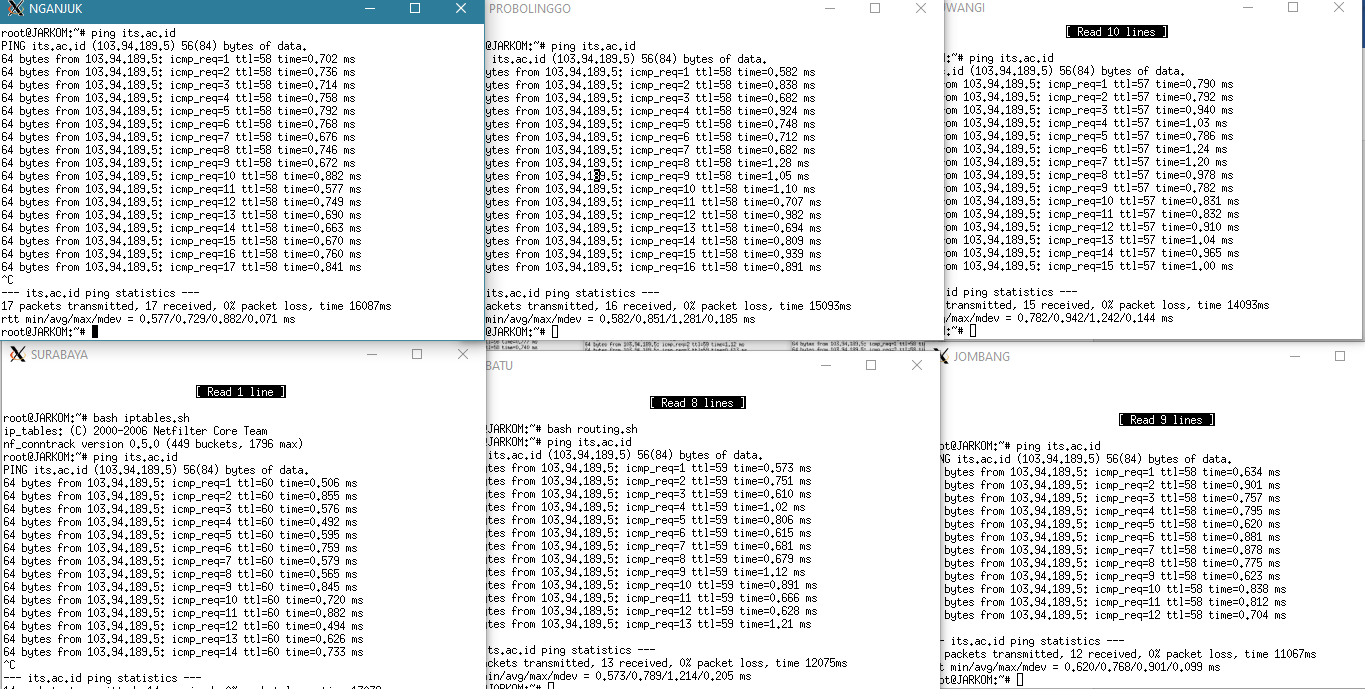 NGANJUK
root@JARKOM:~# ping its.ac.id
PING its.ac.id (103.94.189.5) 56(84) bytes of data.
64 bytes from 103.94.189.5: icmp_req=1 ttl=58 time=0.702 ms
64 bytes from 103.94.189.5: icmp_req=2 ttl=58 time=0.736 ms
64 bytes from 103.94.189.5: icmp_req=3 ttl=58 time=0.714 ms
64 bytes from 103.94.189.5: icmp_req=4 ttl=58 time=0.758 ms
64 bytes from 103.94.189.5: icmp_req=5 ttl=58 time=0.792 ms
64 bytes from 103.94.189.5: icmp_req=6 ttl=58 time=0.768 ms
64 bytes from 103.94.189.5: icmp_req=7 ttl=58 time=0.676 ms
64 bytes from 103.94.189.5: icmp_req=8 ttl=58 time=0.746 ms
64 bytes from 103.94.189.5: icmp_req=9 ttl=58 time=0.672 ms
64 bytes from 103.94.189.5: icmp_req=10 ttl=58 time=0.882 ms
64 bytes from 103.94.189.5: icmp_req=11 ttl=58 time=0.577 ms
64 bytes from 103.94.189.5: icmp_req=12 ttl=58 time=0.749 ms
64 bytes from 103.94.189.5: icmp_req=13 ttl=58 time=0.690 ms
64 bytes from 103.94.189.5: icmp_req=14 ttl=58 time=0.663 ms
64 bytes from 103.94.189.5: icmp_req=15 ttl=58 time=0.670 ms
64 bytes from 103.94.189.5: icmp_req=16 ttl=58 time=0.760 ms
64 bytes from 103.94.189.5: icmp_req=17 ttl=58 time=0.841 ms
^C
--- its.ac.id ping statistics ---
17 packets transmitted, 17 received, 0% packet loss, time 16087ms
rtt min/avg/max/mdev = 0.577/0.729/0.882/0.071 ms
root@JARKOM:~#
PROBOLINGGO
@JARKOM:~# ping its.ac.id
its.ac.id (103.94.189.5) 56(84) bytes of data.
ytes from 103.94.189.5: icmp_req=1 ttl=58 time=0.582 ms
ytes from 103.94.189.5: icmp_req=2 ttl=58 time=0.838 ms
ytes from 103.94.189.5: icmp_req=3 ttl=58 time=0.682 ms
ytes from 103.94.189.5: icmp_req=4 ttl=58 time=0.924 ms
ytes from 103.94.189.5: icmp_req=5 ttl=58 time=0.748 ms
ytes from 103.94.189.5: icmp_req=6 ttl=58 time=0.712 ms
ytes from 103.94.189.5: icmp_req=7 ttl=58 time=0.682 ms
ytes from 103.94.189.5: icmp_req=8 ttl=58 time=1.28 ms
ytes from 103.94.189.5: icmp_req=9 ttl=58 time=1.05 ms
ytes from 103.94.189.5: icmp_req=10 ttl=58 time=1.10 ms
ytes from 103.94.189.5: icmp_req=11 ttl=58 time=0.707 ms
ytes from 103.94.189.5: icmp_req=12 ttl=58 time=0.982 ms
ytes from 103.94.189.5: icmp_req=13 ttl=58 time=0.694 ms
ytes from 103.94.189.5: icmp_req=14 ttl=58 time=0.809 ms
ytes from 103.94.189.5: icmp_req=15 ttl=58 time=0.939 ms
ytes from 103.94.189.5: icmp_req=16 ttl=58 time=0.891 ms
its.ac.id ping statistics ---
ackets transmitted, 16 received, 0% packet loss, time 15093ms
min/avg/max/mdev = 0.582/0.851/1.281/0.185 ms
@JARKOM:~#
UWANGI
[ Read 10 lines ]
:~# ping its.ac.id
.id (103.94.189.5) 56(84) bytes of data.
rom 103.94.189.5: icmp_req=1 ttl=57 time=0.790 ms
rom 103.94.189.5: icmp_req=2 ttl=57 time=0.792 ms
rom 103.94.189.5: icmp_req=3 ttl=57 time=0.940 ms
rom 103.94.189.5: icmp_req=4 ttl=57 time=1.03 ms
rom 103.94.189.5: icmp_req=5 ttl=57 time=0.786 ms
rom 103.94.189.5: icmp_req=6 ttl=57 time=1.24 ms
rom 103.94.189.5: icmp_req=7 ttl=57 time=1.20 ms
rom 103.94.189.5: icmp_req=8 ttl=57 time=0.978 ms
rom 103.94.189.5: icmp_req=9 ttl=57 time=0.782 ms
rom 103.94.189.5: icmp_req=10 ttl=57 time=0.831 ms
rom 103.94.189.5: icmp_req=11 ttl=57 time=0.832 ms
rom 103.94.189.5: icmp_req=12 ttl=57 time=0.910 ms
rom 103.94.189.5: icmp_req=13 ttl=57 time=1.04 ms
rom 103.94.189.5: icmp_req=14 ttl=57 time=0.965 ms
rom 103.94.189.5: icmp_req=15 ttl=57 time=1.00 ms
id ping statistics ---
transmitted, 15 received, 0% packet loss, time 14093ms
/max/mdev = 0.782/0.942/1.242/0.144 ms
:~#
SURABAYA
[ Read 1 line ]
root@JARKOM:~# bash iptables.sh
ip_tables: (C) 2000-2006 Netfilter Core Team
nf_conntrack version 0.5.0 (449 buckets, 1796 max)
root@JARKOM:~# ping its.ac.id
PING its.ac.id (103.94.189.5) 56(84) bytes of data.
64 bytes from 103.94.189.5: icmp_req=1 ttl=60 time=0.506 ms
64 bytes from 103.94.189.5: icmp_req=2 ttl=60 time=0.855 ms
64 bytes from 103.94.189.5: icmp_req=3 ttl=60 time=0.576 ms
64 bytes from 103.94.189.5: icmp_req=4 ttl=60 time=0.492 ms
64 bytes from 103.94.189.5: icmp_req=5 ttl=60 time=0.595 ms
64 bytes from 103.94.189.5: icmp_req=6 ttl=60 time=0.759 ms
64 bytes from 103.94.189.5: icmp_req=7 ttl=60 time=0.579 ms
64 bytes from 103.94.189.5: icmp_req=8 ttl=60 time=0.565 ms
64 bytes from 103.94.189.5: icmp_req=9 ttl=60 time=0.845 ms
64 bytes from 103.94.189.5: icmp_req=10 ttl=60 time=0.720 ms
64 bytes from 103.94.189.5: icmp_req=11 ttl=60 time=0.882 ms
64 bytes from 103.94.189.5: icmp_req=12 ttl=60 time=0.494 ms
64 bytes from 103.94.189.5: icmp_req=13 ttl=60 time=0.626 ms
64 bytes from 103.94.189.5: icmp_req=14 ttl=60 time=0.733 ms
^C
--- its.ac.id ping statistics ---
BATU
[ Read 8 lines ]
@JARKOM:~# bash routing.sh
@JARKOM:~# ping its.ac.id
its.ac.id (103.94.189.5) 56(84) bytes of data.
ytes from 103.94.189.5: icmp_req=1 ttl=59 time=0.573 ms
ytes from 103.94.189.5: icmp_req=2 ttl=59 time=0.751 ms
ytes from 103.94.189.5: icmp_req=3 ttl=59 time=0.610 ms
ytes from 103.94.189.5: icmp_req=4 ttl=59 time=1.02 ms
ytes from 103.94.189.5: icmp_req=5 ttl=59 time=0.806 ms
ytes from 103.94.189.5: icmp_req=6 ttl=59 time=0.615 ms
ytes from 103.94.189.5: icmp_req=7 ttl=59 time=0.681 ms
ytes from 103.94.189.5: icmp_req=8 ttl=59 time=0.679 ms
ytes from 103.94.189.5: icmp_req=9 ttl=59 time=1.12 ms
ytes from 103.94.189.5: icmp_req=10 ttl=59 time=0.891 ms
ytes from 103.94.189.5: icmp_req=11 ttl=59 time=0.666 ms
ytes from 103.94.189.5: icmp_req=12 ttl=59 time=0.628 ms
ytes from 103.94.189.5: icmp_req=13 ttl=59 time=1.21 ms
its.ac.id ping statistics ---
ckets transmitted, 13 received, 0% packet loss, time 12075ms
min/avg/max/mdev = 0.573/0.789/1.214/0.205 ms
JOMBANG
[ Read 9 lines ]
ot@JARKOM:~# ping its.ac.id
NG its.ac.id (103.94.189.5) 56(84) bytes of data.
bytes from 103.94.189.5: icmp_req=1 ttl=58 time=0.634 ms
bytes from 103.94.189.5: icmp_req=2 ttl=58 time=0.901 ms
bytes from 103.94.189.5: icmp_req=3 ttl=58 time=0.757 ms
bytes from 103.94.189.5: icmp_req=4 ttl=58 time=0.795 ms
bytes from 103.94.189.5: icmp_req=5 ttl=58 time=0.620 ms
bytes from 103.94.189.5: icmp_req=6 ttl=58 time=0.881 ms
bytes from 103.94.189.5: icmp_req=7 ttl=58 time=0.878 ms
bytes from 103.94.189.5: icmp_req=8 ttl=58 time=0.775 ms
bytes from 103.94.189.5: icmp_req=9 ttl=58 time=0.623 ms
bytes from 103.94.189.5: icmp_req=10 ttl=58 time=0.838 ms
bytes from 103.94.189.5: icmp_req=11 ttl=58 time=0.812 ms
bytes from 103.94.189.5: icmp_req=12 ttl=58 time=0.704 ms
- its.ac.id ping statistics ---
packets transmitted, 12 received, 0% packet loss, time 11067ms
t min/avg/max/mdev = 0.620/0.768/0.901/0.099 ms
ot@JARKOM:~#